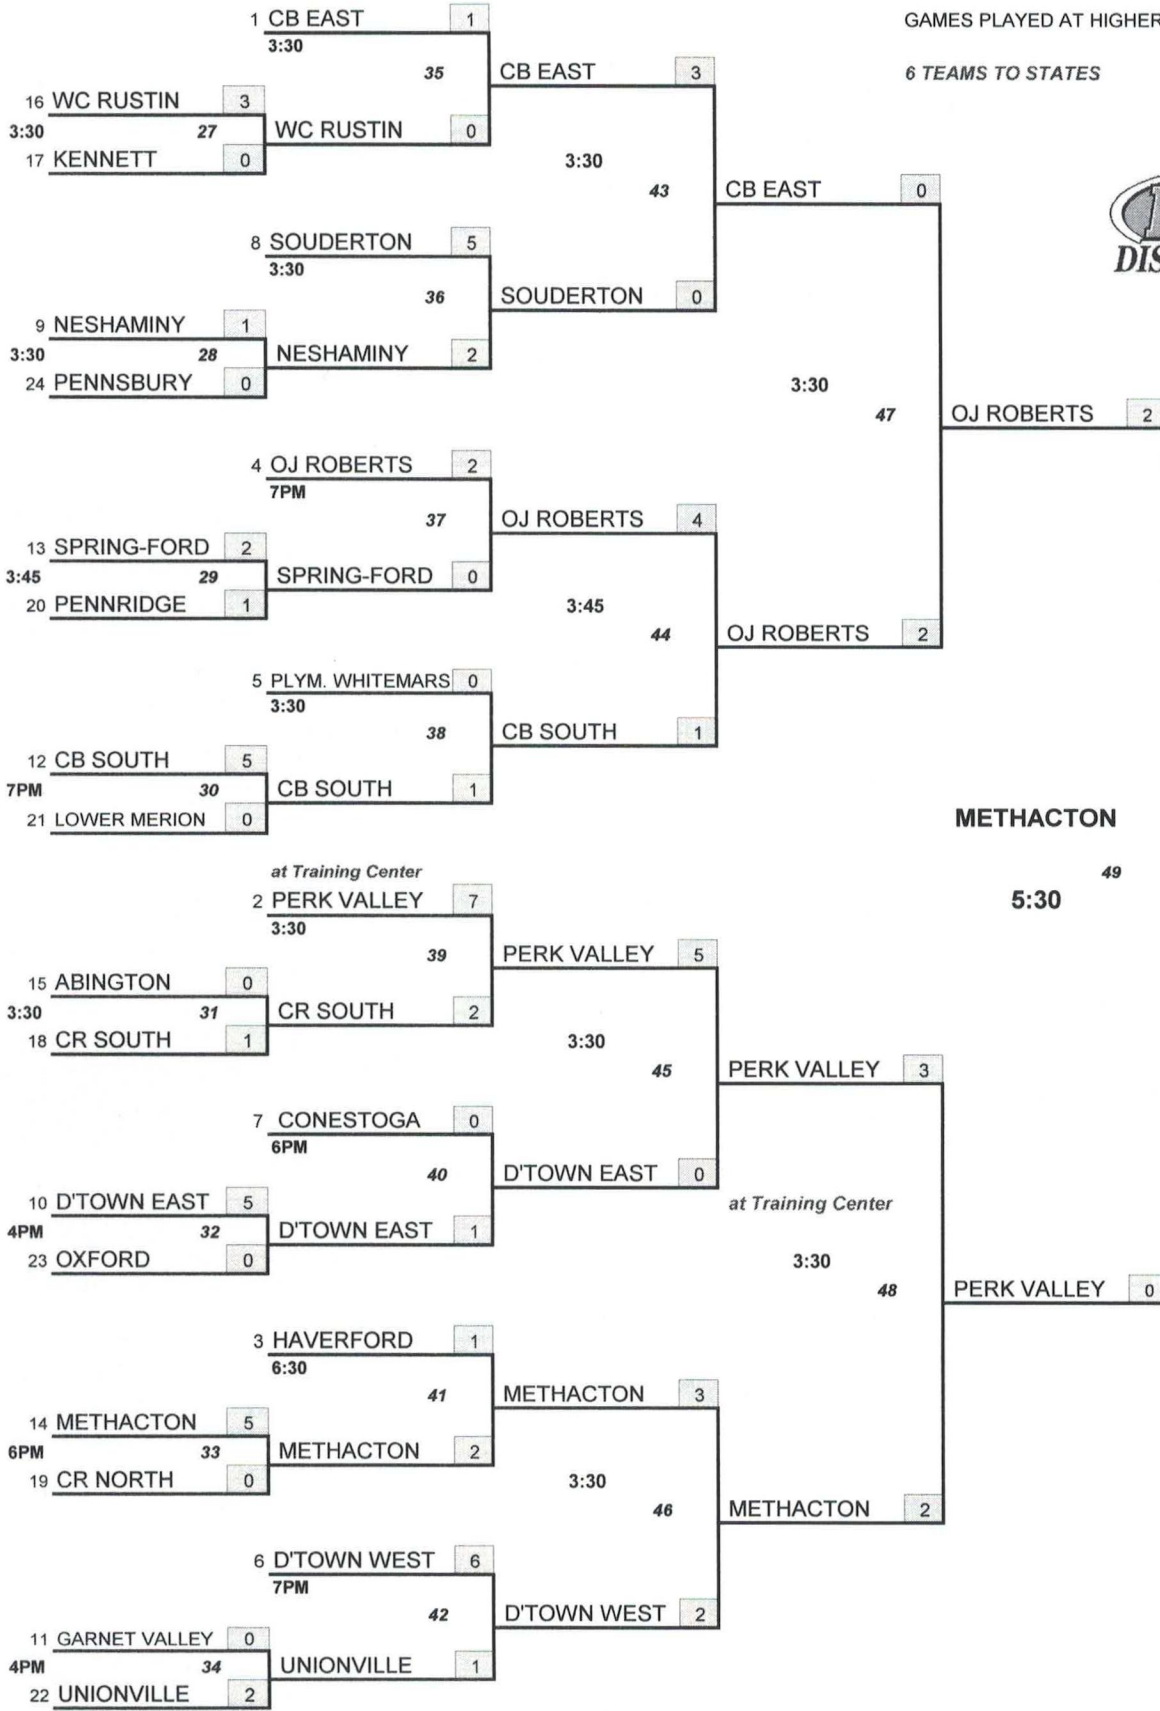 GAMES PLAYED AT HIGHER
6 TEAMS TO STATES
DIS
1 CB EAST 1
3:30
35
16 WC RUSTIN 3
3:30 27
17 KENNETT 0
WC RUSTIN 0
CB EAST 3
3:30
43
8 SOUDERTON 5
3:30
36
9 NESHAMINY 1
3:30 28
24 PENNSBURY 0
NESHAMINY 2
SOUDERTON 0
CB EAST 0
3:30
47
4 OJ ROBERTS 2
7PM
37
13 SPRING-FORD 2
3:45 29
20 PENNRIDGE 1
SPRING-FORD 0
OJ ROBERTS 4
3:45
44
5 PLYM. WHITEMARS 0
3:30
38
12 CB SOUTH 5
7PM 30
21 LOWER MERION 0
CB SOUTH 1
CB SOUTH 1
OJ ROBERTS 2
OJ ROBERTS 2
METHACTON
49
5:30
at Training Center
2 PERK VALLEY 7
3:30
39
15 ABINGTON 0
3:30 31
18 CR SOUTH 1
CR SOUTH 2
PERK VALLEY 5
3:30
45
7 CONESTOGA 0
6PM
40
10 D'TOWN EAST 5
4PM 32
23 OXFORD 0
D'TOWN EAST 1
D'TOWN EAST 0
PERK VALLEY 3
at Training Center
3:30
48
3 HAVERFORD 1
6:30
41
14 METHACTON 5
6PM 33
19 CR NORTH 0
METHACTON 2
METHACTON 3
3:30
46
6 D'TOWN WEST 6
7PM
42
11 GARNET VALLEY 0
4PM 34
22 UNIONVILLE 2
UNIONVILLE 1
D'TOWN WEST 2
METHACTON 2
PERK VALLEY 0